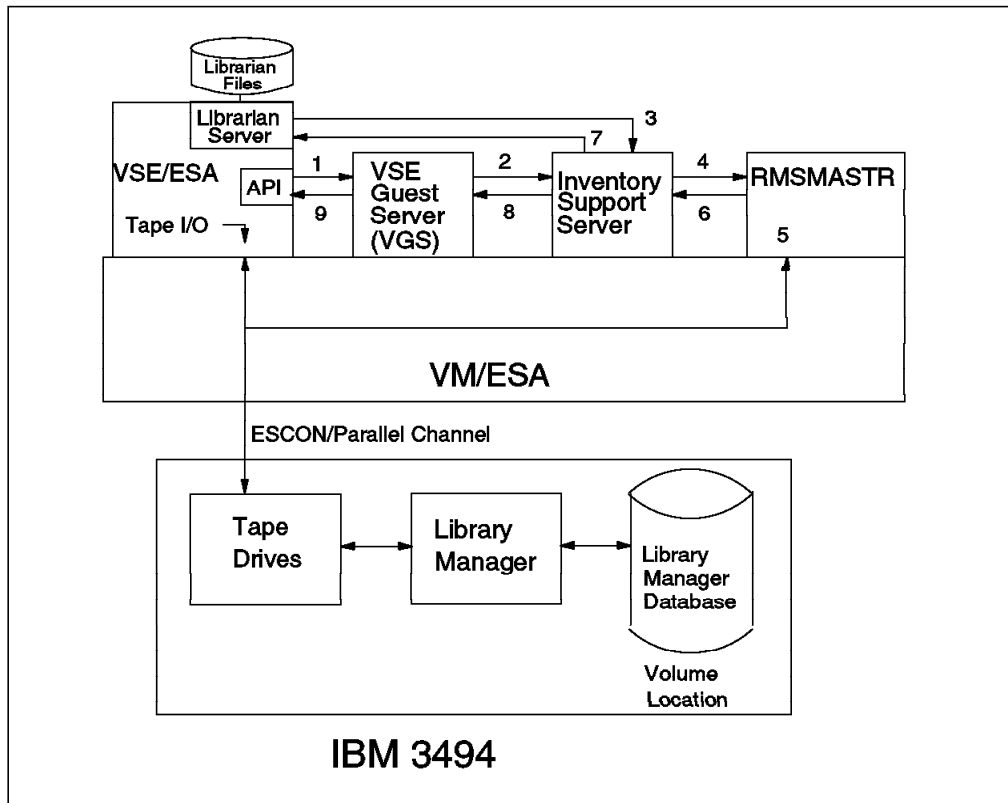 Librarian
Files
Librarian
Server
3
7
VSE/ESA
API
1
9
VSE
Guest
Server
(VGS)
2
8
Inventory
Support
Server
4
6
RMSMASTR
5
Tape I/O
VM/ESA
ESCON/Parallel Channel
Tape
Drives
Library
Manager
Library
Manager
Database
Volume
Location
IBM 3494